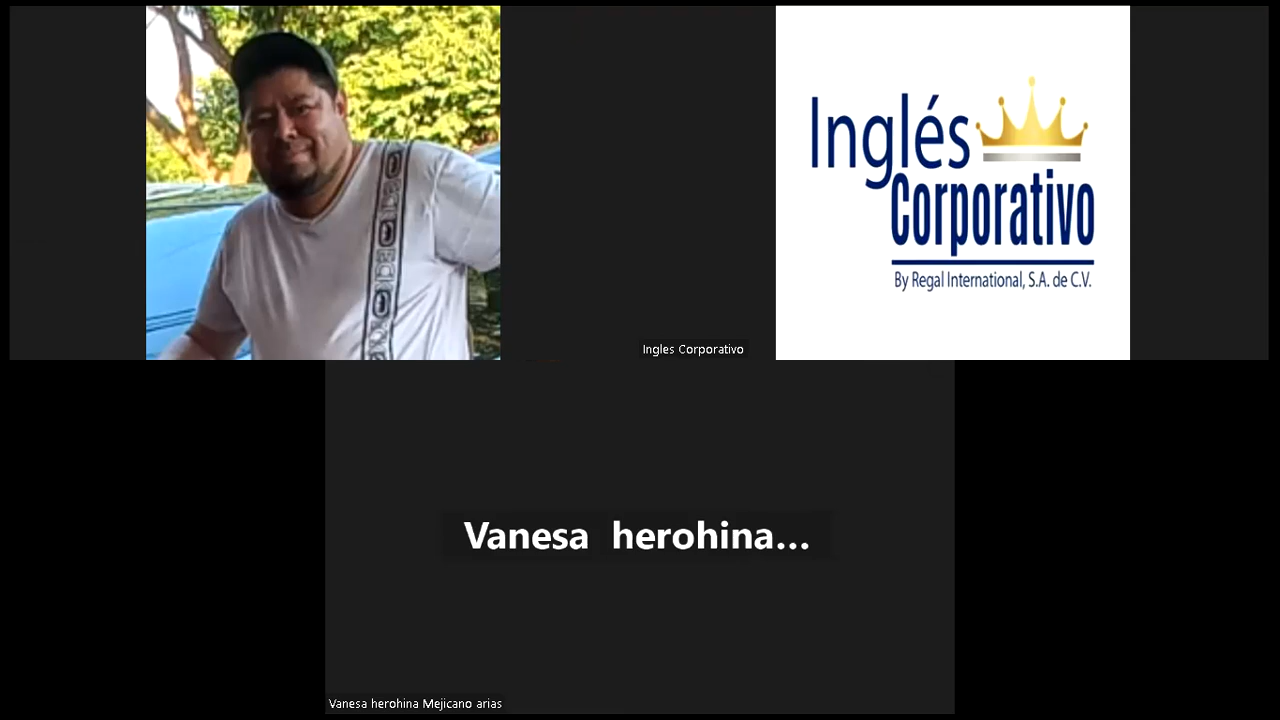 Inglés
Corporativo
By Regal International, S.A. de C.V.
Ingles Corporativo
Vanesa herohina...
Vanesa herohina Mejicano arias